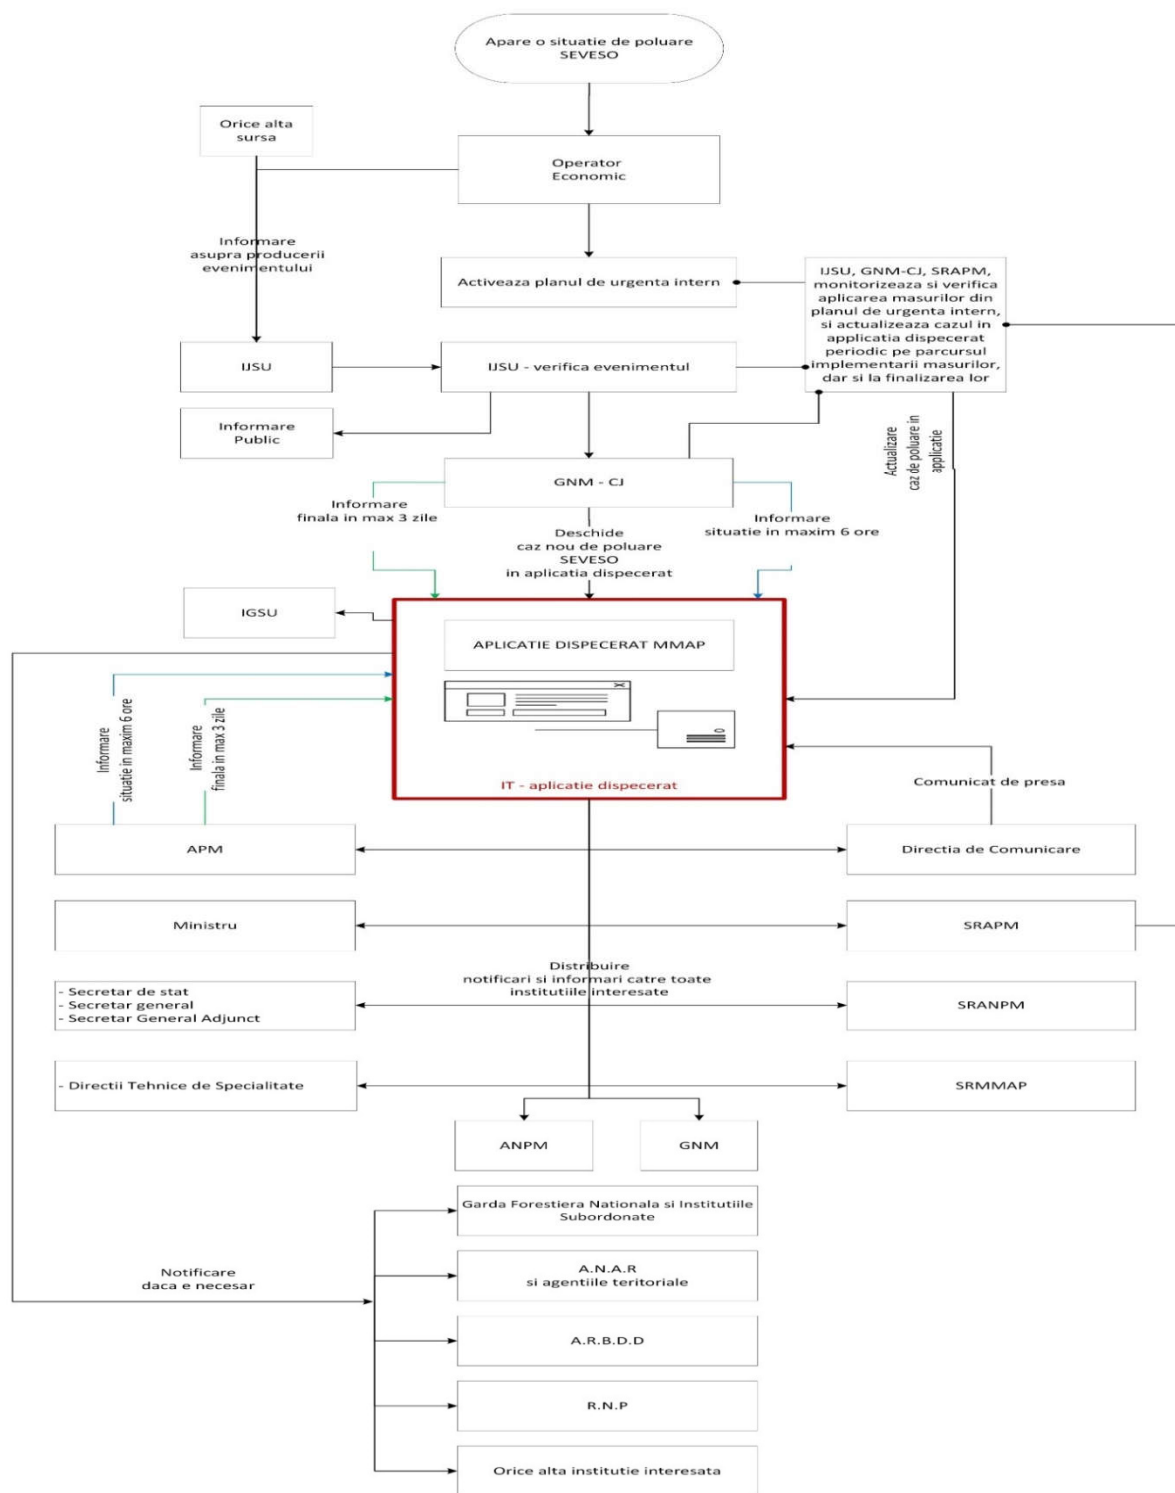 Apare o situatie de poluare
SEVESO
Orice alta
sursa
Operator
Economic
Informare
asupra producerii
evenimentului
Activeaza planul de urgenta intern
IJSU, GNM-CJ, SRAPM,
monitorizeaza si verifica
aplicarea masurilor din
planul de urgenta intern,
si actualizeaza cazul in
applicatia dispecerat
periodic pe parcursul
implementarii masurilor,
dar si la finalizarea lor
IJSU
IJSU - verifica evenimentul
Informare
Public
Actualizare
caz de poluare in
applicatie
GNM - CJ
Informare
finala in max 3 zile
Deschide
caz nou de poluare
SEVESO
in aplicatia dispecerat
Informare
situatie in maxim 6 ore
IGSU
APLICATIE DISPECERAT MMAP
IT - aplicatie dispecerat
Informare
situatie in maxim 6 ore
Informare
finala in max 3 zile
Comunicat de presa
APM
Directia de Comunicare
Ministru
SRAPM
Distribuire
notificari si informari catre toate
institutiile interesate
- Secretar de stat
- Secretar general
- Secretar General Adjunct
SRANPM
- Directii Tehnice de Specialitate
SRMMAP
ANPM
GNM
Garda Forestiera Nationala si Institutiile
Subordonate
Notificare
daca e necesar
A.N.A.R
si agentiile teritoriale
A.R.B.D.D
R.N.P
Orice alta institutie interesata